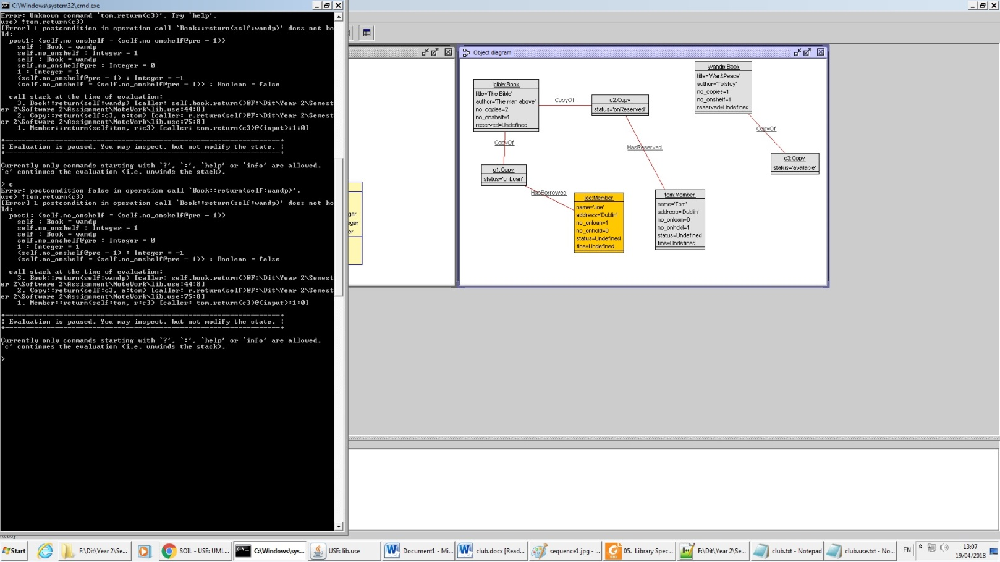 C:\Windows\system32\cmd.exe
Error: Unknown command `tom.return(c3)'. Try `help'.
use> !tom.return(c3)
[Error] 1 postcondition in operation call `Book::return(self:wandp)' does not ho
ld:
post1: (self.no_onshelf = (self.no_onshelf@pre - 1))
self : Book = wandp
self.no_onshelf : Integer = 1
self : Book = wandp
self.no_onshelf@pre : Integer = 0
1 : Integer = 1
(self.no_onshelf@pre - 1) : Integer = -1
(self.no_onshelf = (self.no_onshelf@pre - 1)) : Boolean = false
call stack at the time of evaluation:
3. Book::return(self:wandp) [caller: self.book.return()@F:\Dit\Year 2\Semest
er 2\Software 2\Assignment\NoteWork\lib.use:44:8]
2. Copy::return(self:c3, a:tom) [caller: r.return(self)@F:\Dit\Year 2\Semest
er 2\Software 2\Assignment\NoteWork\lib.use:75:8]
1. Member::return(self:tom, r:c3) [caller: tom.return(c3)@<input>:1:0]
+------------------------------------------------------------------+
| Evaluation is paused. You may inspect, but not modify the state. |
+------------------------------------------------------------------+
Currently only commands starting with `?', `:', `help' or `info' are allowed.
`c' continues the evaluation (i.e. unwinds the stack).
> c
Error: postcondition false in operation call `Book::return(self:wandp)'.
use> !tom.return(c3)
[Error] 1 postcondition in operation call `Book::return(self:wandp)' does not ho
ld:
post1: (self.no_onshelf = (self.no_onshelf@pre - 1))
self : Book = wandp
self.no_onshelf : Integer = 1
self : Book = wandp
self.no_onshelf@pre : Integer = 0
1 : Integer = 1
(self.no_onshelf@pre - 1) : Integer = -1
(self.no_onshelf = (self.no_onshelf@pre - 1)) : Boolean = false
call stack at the time of evaluation:
3. Book::return(self:wandp) [caller: self.book.return()@F:\Dit\Year 2\Semest
er 2\Software 2\Assignment\NoteWork\lib.use:44:8]
2. Copy::return(self:c3, a:tom) [caller: r.return(self)@F:\Dit\Year 2\Semest
er 2\Software 2\Assignment\NoteWork\lib.use:75:8]
1. Member::return(self:tom, r:c3) [caller: tom.return(c3)@<input>:1:0]
+------------------------------------------------------------------+
| Evaluation is paused. You may inspect, but not modify the state. |
+------------------------------------------------------------------+
Currently only commands starting with `?', `:', `help' or `info' are allowed.
`c' continues the evaluation (i.e. unwinds the stack).
>
ger
eger
er
Object diagram
bible:Book
title='The Bible'
author='The man above'
no_copies=2
no_onshelf=1
reserved=Undefined
CopyOf
c2:Copy
status='onReserved'
wandp:Book
title='War&Peace'
author='Tolstoy'
no_copies=1
no_onshelf=1
reserved=Undefined
CopyOf
CopyOf
HasReserved
c3:Copy
status='available'
c1:Copy
status='onLoan'
HasBorrowed
joe:Member
name='Joe'
address='Dublin'
no_onloan=1
no_onhold=0
status=Undefined
fine=Undefined
tom:Member
name='Tom'
address='Dublin'
no_onloan=0
no_onhold=1
status=Undefined
fine=Undefined
Ready.
Start
F:\Dit\Year 2\Se...
SOIL - USE: UML...
C:\Windows\sys...
USE: lib.use
Document1 - Mi...
club.docx [Read...
sequence1.jpg - ...
05. Library Spec...
F:\Dit\Year 2\Se...
club.txt - Notepad
club.use.txt - No...
EN
13:07
19/04/2018